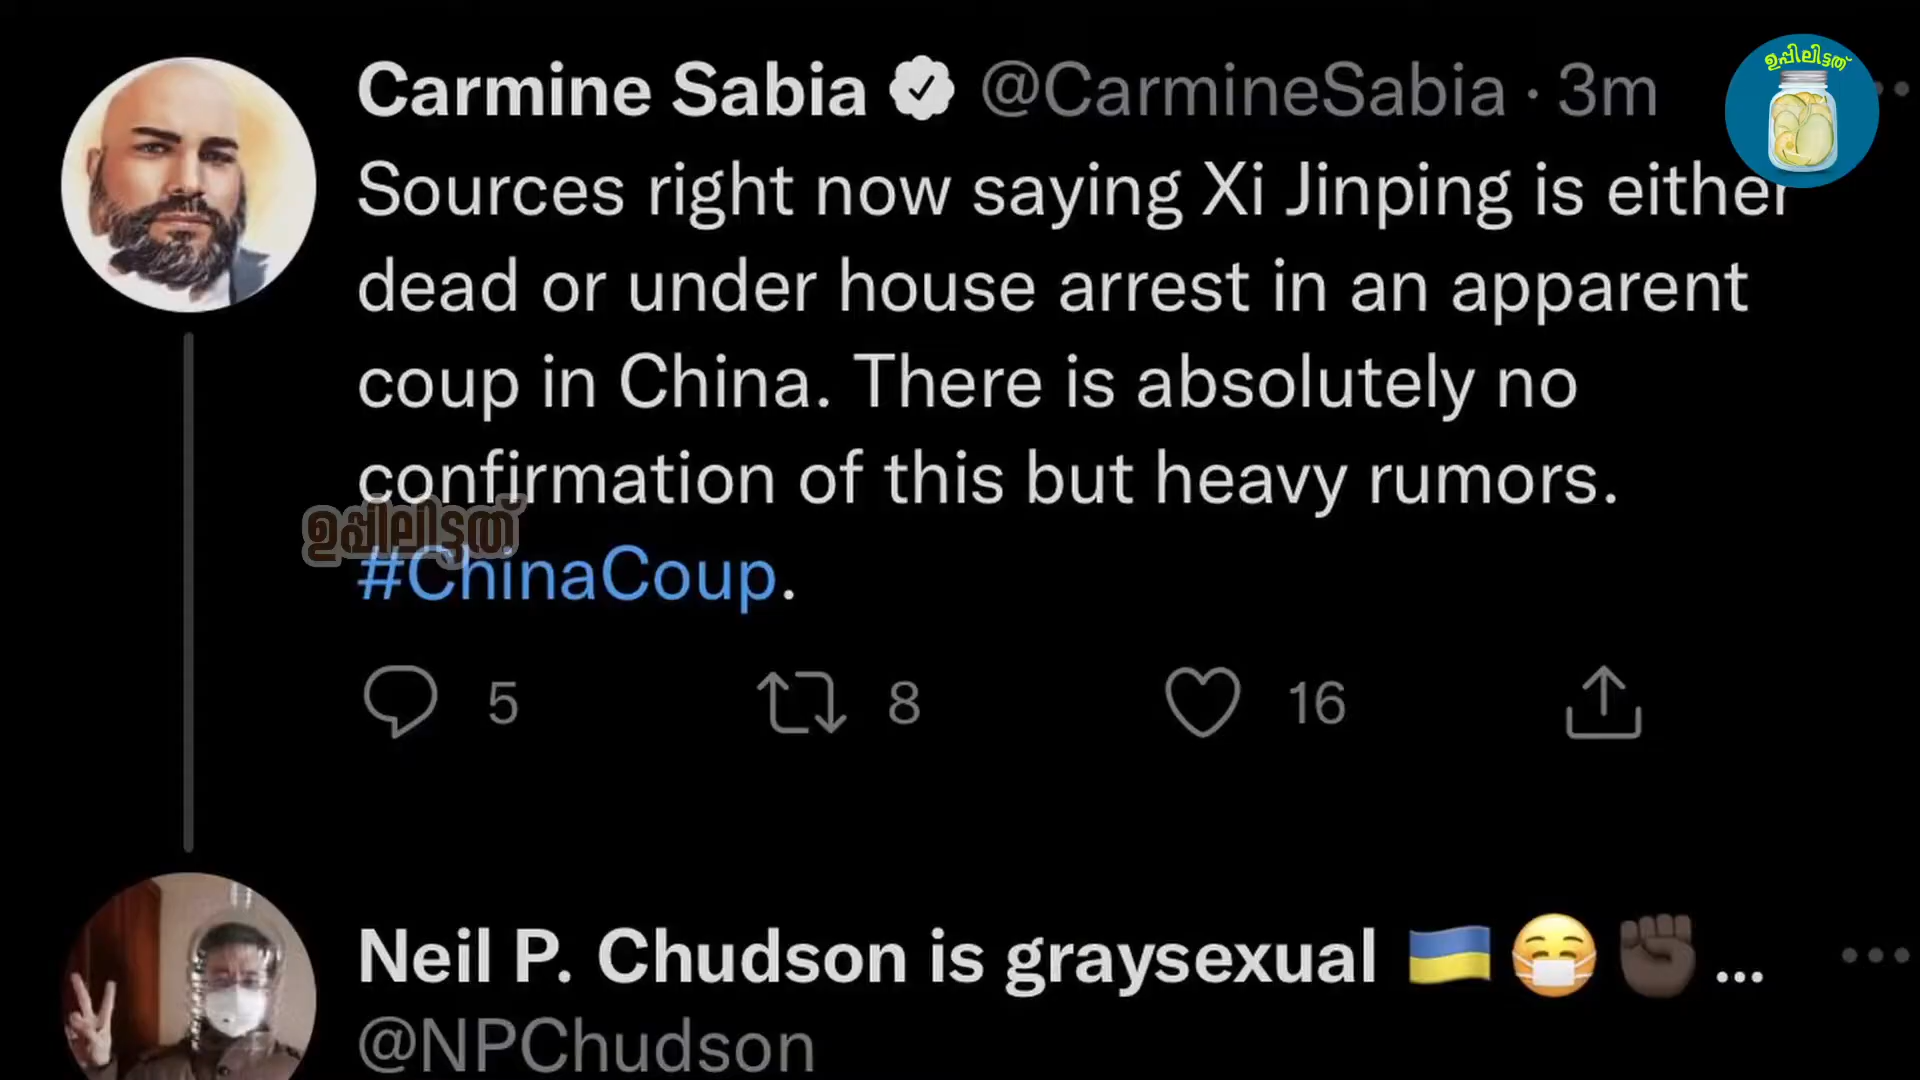 Carmine Sabia @CarmineSabia · 3m
ഉപ്പിലിട്ടത്
Sources right now saying Xi Jinping is either
dead or under house arrest in an apparent
coup in China. There is absolutely no
confirmation of this but heavy rumors.
ഉപ്പിലിട്ടത്
#ChinaCoup.
5 8 16
Neil P. Chudson is graysexual 🇺🇦 😷 ✊🏿 ...
@NPChudson